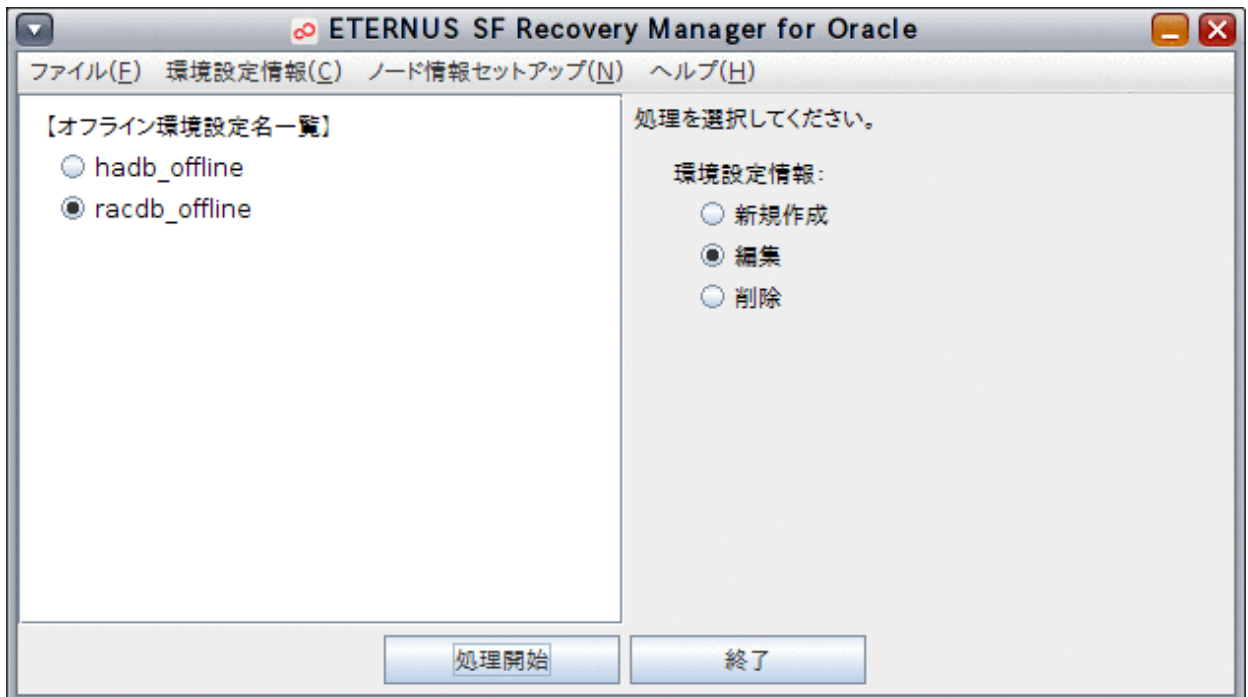 ETERNUS SF Recovery Manager for Oracle
ファイル(F) 環境設定情報(C) ノード情報セットアップ(N) ヘルプ(H)
【オフライン環境設定名一覧】
hadb_offline
racdb_offline
処理を選択してください。
環境設定情報:
新規作成
編集
削除
処理開始 終了